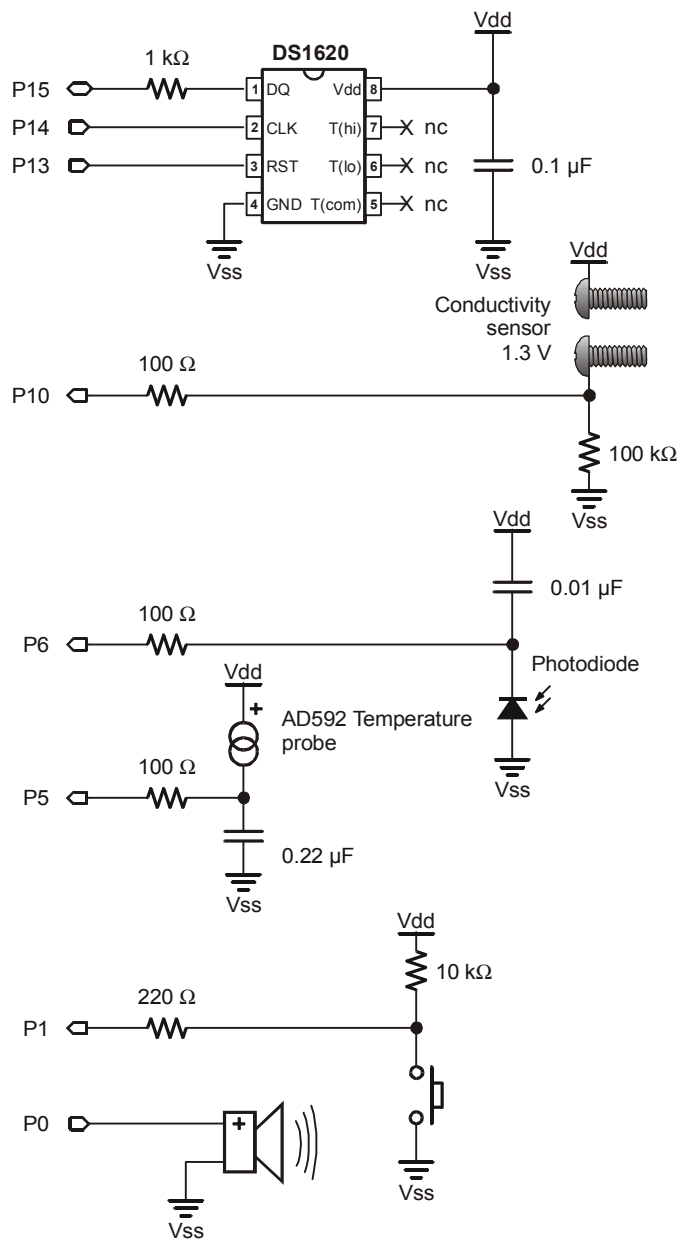 Vdd
DS1620
1 kΩ
P15
1 DQ Vdd 8
P14
2 CLK T(hi) 7 X nc
P13
3 RST T(lo) 6 X nc
0.1 µF
4 GND T(com) 5 X nc
Vss
Vss
Vdd
Conductivity
sensor
1.3 V
100 Ω
P10
100 kΩ
Vss
Vdd
0.01 µF
100 Ω
P6
Photodiode
Vdd
+
AD592 Temperature
probe
100 Ω
P5
Vss
0.22 µF
Vss
Vdd
10 kΩ
220 Ω
P1
P0
+
Vss
Vss